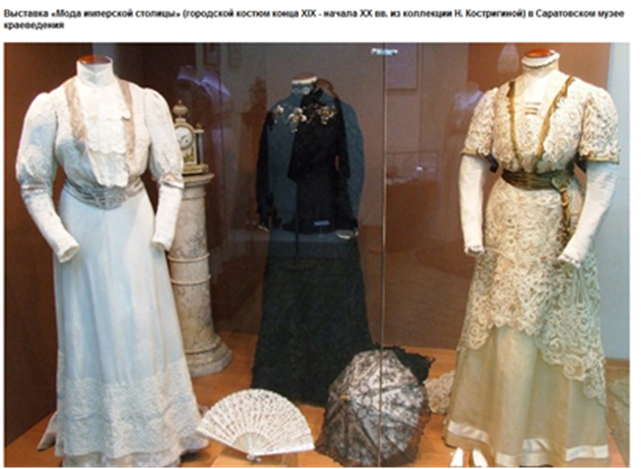 Выставка «Мода имперской столицы» (городской костюм конца XIX - начала XX вв. из коллекции Н. Костригиной) в Саратовском музее
краеведения